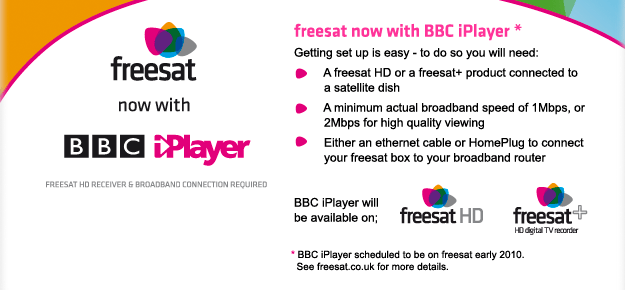 freesat
now with
BBC iPlayer
FREESAT HD RECEIVER & BROADBAND CONNECTION REQUIRED
freesat now with BBC iPlayer *
Getting set up is easy - to do so you will need:
A freesat HD or a freesat+ product connected to
a satellite dish
A minimum actual broadband speed of 1Mbps, or
2Mbps for high quality viewing
Either an ethernet cable or HomePlug to connect
your freesat box to your broadband router
BBC iPlayer will
be available on;
freesat HD
freesat+
HD digital TV recorder
* BBC iPlayer scheduled to be on freesat early 2010.
See freesat.co.uk for more details.